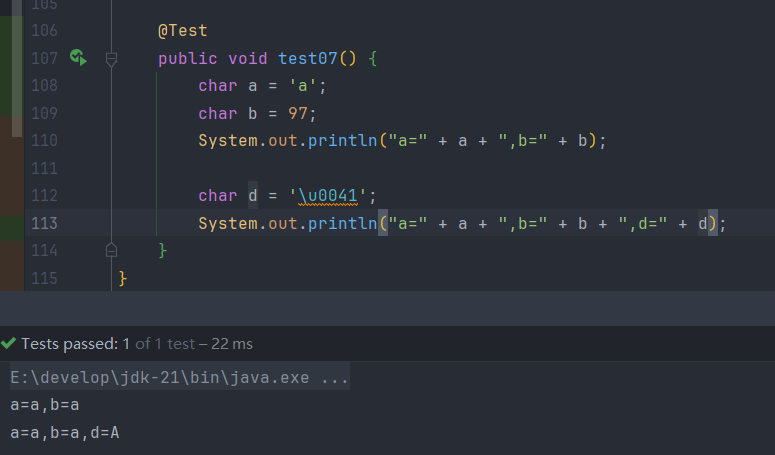 105
106 @Test
107 public void test07() {
108 char a = 'a';
109 char b = 97;
110 System.out.println("a=" + a + ",b=" + b);
111
112 char d = '\u0041';
113 System.out.println("a=" + a + ",b=" + b + ",d=" + d);
114 }
115 }
Tests passed: 1 of 1 test – 22 ms
E:\develop\jdk-21\bin\java.exe ...
a=a,b=a
a=a,b=a,d=A